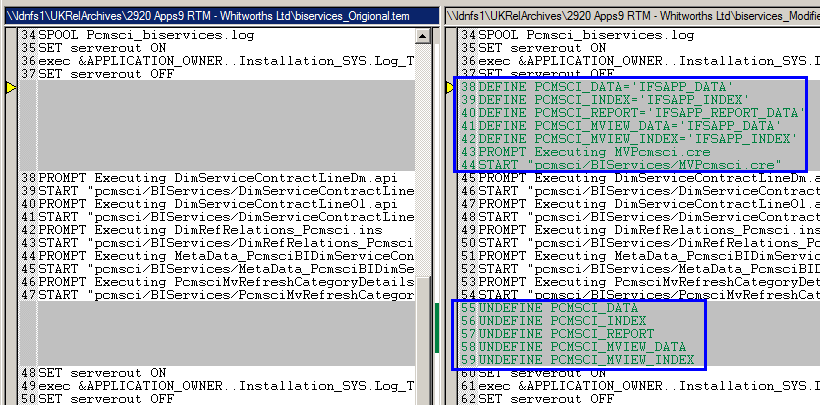 \\ldnfs1\UKRelArchives\2920 Apps9 RTM - Whitworths Ltd\biservices_Origional.tem
34 SPOOL Pcmsci_biservices.log
35 SET serverout ON
36 exec &APPLICATION_OWNER..Installation_SYS.Log_T
37 SET serverout OFF
38 PROMPT Executing DimServiceContractLineDm.api
39 START "pcmsci/BIServices/DimServiceContractLine
40 PROMPT Executing DimServiceContractLineOl.api
41 START "pcmsci/BIServices/DimServiceContractLine
42 PROMPT Executing DimRefRelations_Pcmsci.ins
43 START "pcmsci/BIServices/DimRefRelations_Pcmsci
44 PROMPT Executing MetaData_PcmsciBIDimServiceCon
45 START "pcmsci/BIServices/MetaData_PcmsciBIDimSe
46 PROMPT Executing PcmsciMvRefreshCategoryDetails
47 START "pcmsci/BIServices/PcmsciMvRefreshCategor
48 SET serverout ON
49 exec &APPLICATION_OWNER..Installation_SYS.Log_T
50 SET serverout OFF
\\ldnfs1\UKRelArchives\2920 Apps9 RTM - Whitworths Ltd\biservices_Modifie
34 SPOOL Pcmsci_biservices.log
35 SET serverout ON
36 exec &APPLICATION_OWNER..Installation_SYS.Log_
37 SET serverout OFF
38 DEFINE PCMSCI_DATA='IFSAPP_DATA'
39 DEFINE PCMSCI_INDEX='IFSAPP_INDEX'
40 DEFINE PCMSCI_REPORT='IFSAPP_REPORT_DATA'
41 DEFINE PCMSCI_MVIEW_DATA='IFSAPP_DATA'
42 DEFINE PCMSCI_MVIEW_INDEX='IFSAPP_INDEX'
43 PROMPT Executing MVPcmsci.cre
44 START "pcmsci/BIServices/MVPcmsci.cre"
45 PROMPT Executing DimServiceContractLineDm.api
46 START "pcmsci/BIServices/DimServiceContractLin
47 PROMPT Executing DimServiceContractLineOl.api
48 START "pcmsci/BIServices/DimServiceContractLin
49 PROMPT Executing DimRefRelations_Pcmsci.ins
50 START "pcmsci/BIServices/DimRefRelations_Pcmsc
51 PROMPT Executing MetaData_PcmsciBIDimServiceCo
52 START "pcmsci/BIServices/MetaData_PcmsciBIDimS
53 PROMPT Executing PcmsciMvRefreshCategoryDetail
54 START "pcmsci/BIServices/PcmsciMvRefreshCatego
55 UNDEFINE PCMSCI_DATA
56 UNDEFINE PCMSCI_INDEX
57 UNDEFINE PCMSCI_REPORT
58 UNDEFINE PCMSCI_MVIEW_DATA
59 UNDEFINE PCMSCI_MVIEW_INDEX
60 SET serverout ON
61 exec &APPLICATION_OWNER..Installation_SYS.Log_
62 SET serverout OFF